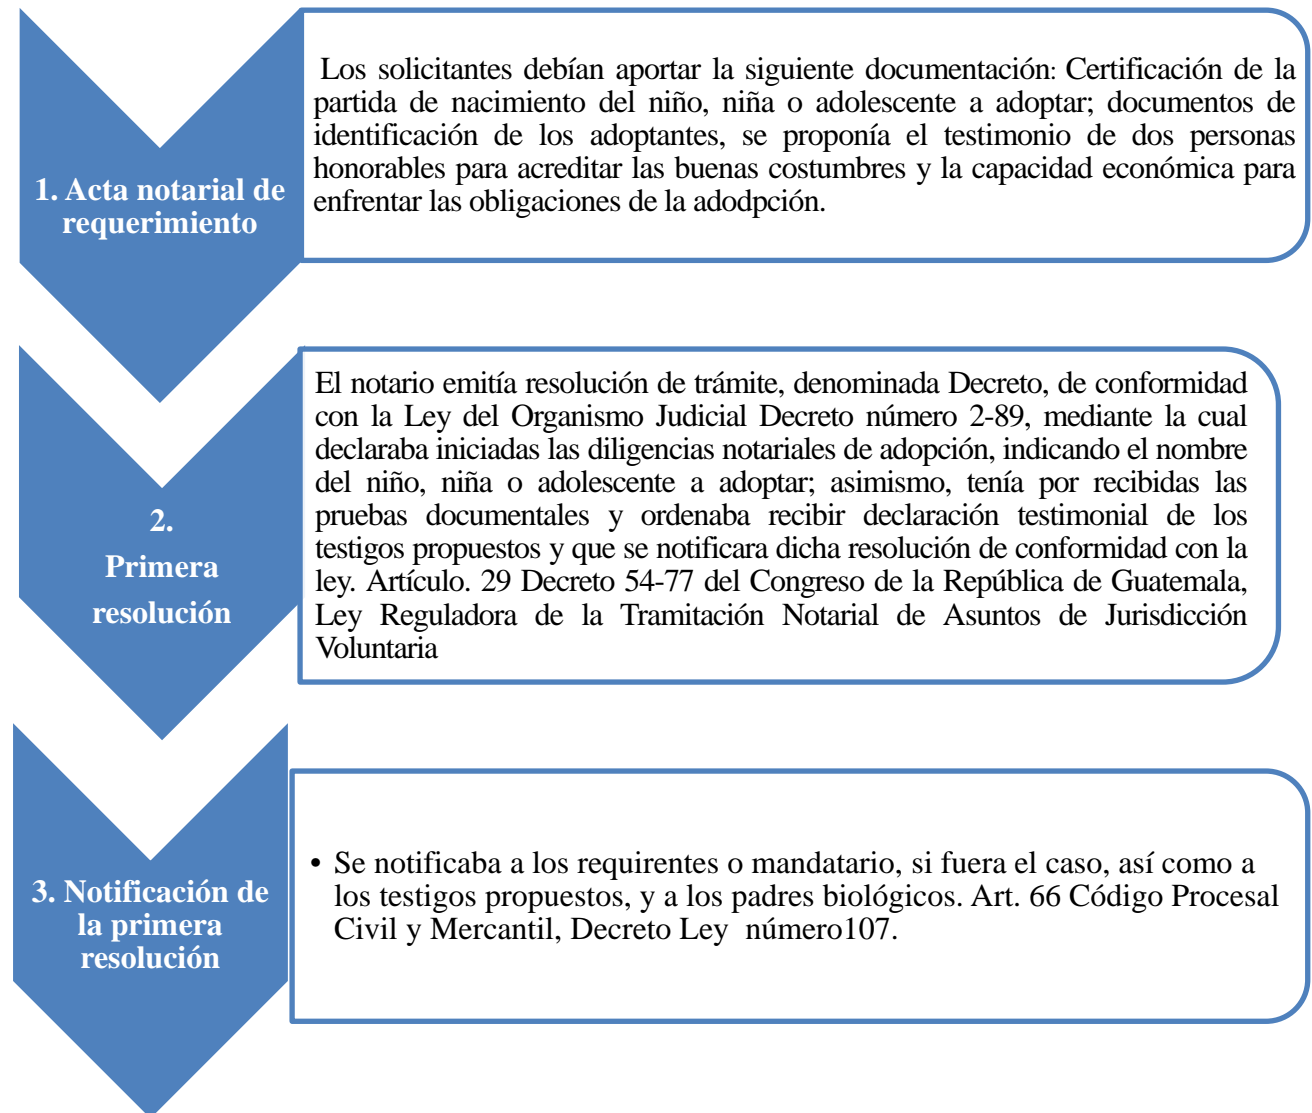 1. Acta notarial de
requerimiento
Los solicitantes debían aportar la siguiente documentación: Certificación de la
partida de nacimiento del niño, niña o adolescente a adoptar; documentos de
identificación de los adoptantes, se proponía el testimonio de dos personas
honorables para acreditar las buenas costumbres y la capacidad económica para
enfrentar las obligaciones de la adodpción.
2.
Primera
resolución
El notario emitía resolución de trámite, denominada Decreto, de conformidad
con la Ley del Organismo Judicial Decreto número 2-89, mediante la cual
declaraba iniciadas las diligencias notariales de adopción, indicando el nombre
del niño, niña o adolescente a adoptar; asimismo, tenía por recibidas las
pruebas documentales y ordenaba recibir declaración testimonial de los
testigos propuestos y que se notificara dicha resolución de conformidad con la
ley. Artículo. 29 Decreto 54-77 del Congreso de la República de Guatemala,
Ley Reguladora de la Tramitación Notarial de Asuntos de Jurisdicción
Voluntaria
3. Notificación de
la primera
resolución
• Se notificaba a los requirentes o mandatario, si fuera el caso, así como a
los testigos propuestos, y a los padres biológicos. Art. 66 Código Procesal
Civil y Mercantil, Decreto Ley  número107.